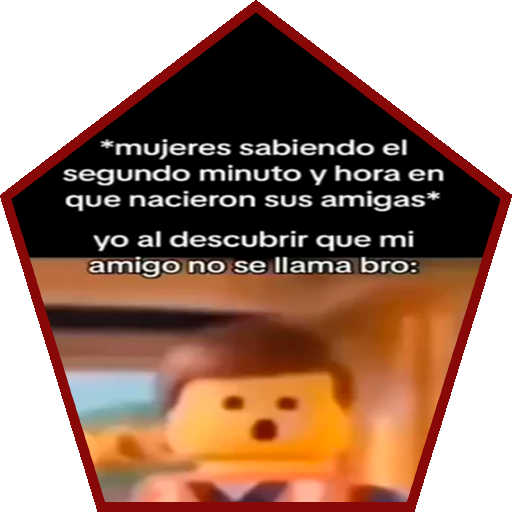 *mujeres sabiendo el
segundo minuto y hora en
que nacieron sus amigas*
yo al descubrir que mi
amigo no se llama bro: